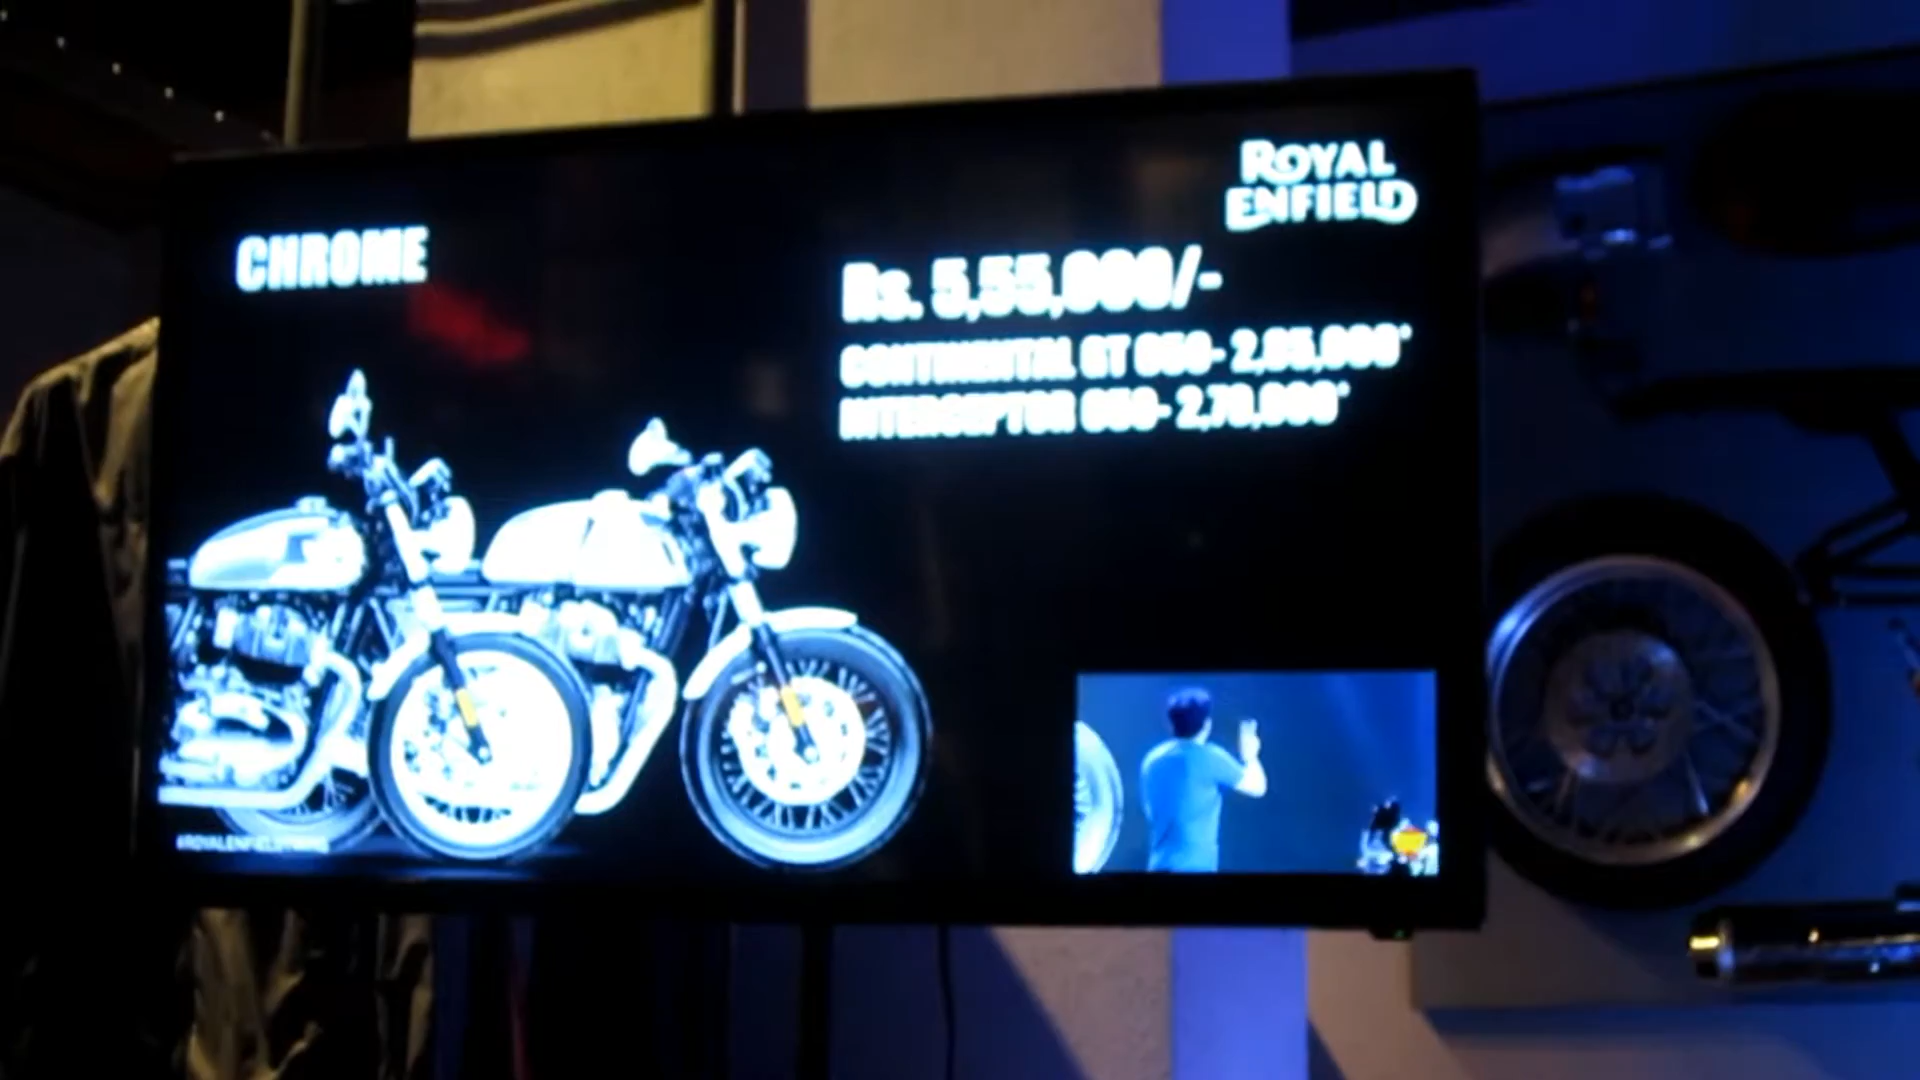 ROYAL
ENFIELD
CHROME
Rs. 5,55,000/-
CONTINENTAL GT 650- 2,85,000*
INTERCEPTOR 650- 2,70,000*